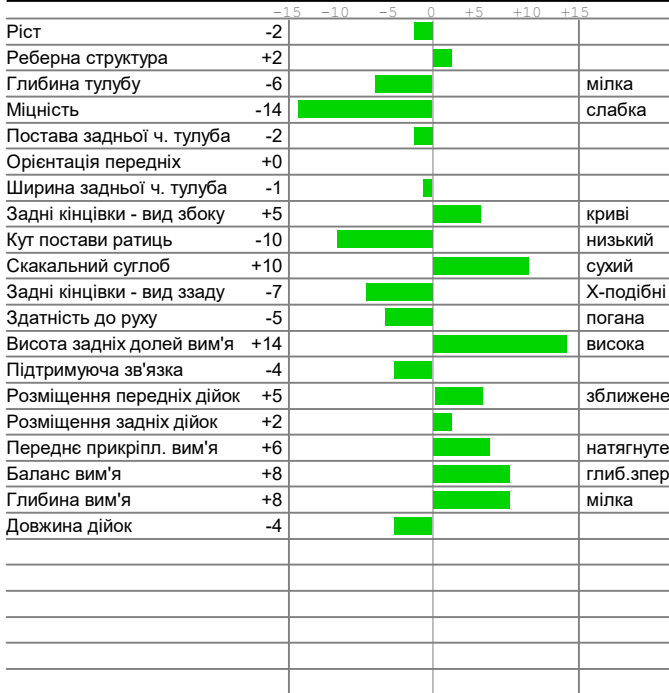 -15 -10 -5 0 +5 +10 +15
Ріст -2
Реберна структура +2
Глибина тулубу -6 мілка
Міцність -14 слабка
Постава задньої ч. тулуба -2
Орієнтація передніх +0
Ширина задньої ч. тулуба -1
Задні кінцівки - вид збоку +5 криві
Кут постави ратиць -10 низький
Скакальний суглоб +10 сухий
Задні кінцівки - вид ззаду -7 Х-подібні
Здатність до руху -5 погана
Висота задніх долей вим'я +14 висока
Підтримуюча зв'язка -4
Розміщення передніх дійок +5 зближене
Розміщення задніх дійок +2
Переднє прикріпл. вим'я +6 натягнуте
Баланс вим'я +8 глиб.зпер
Глибина вим'я +8 мілка
Довжина дійок -4